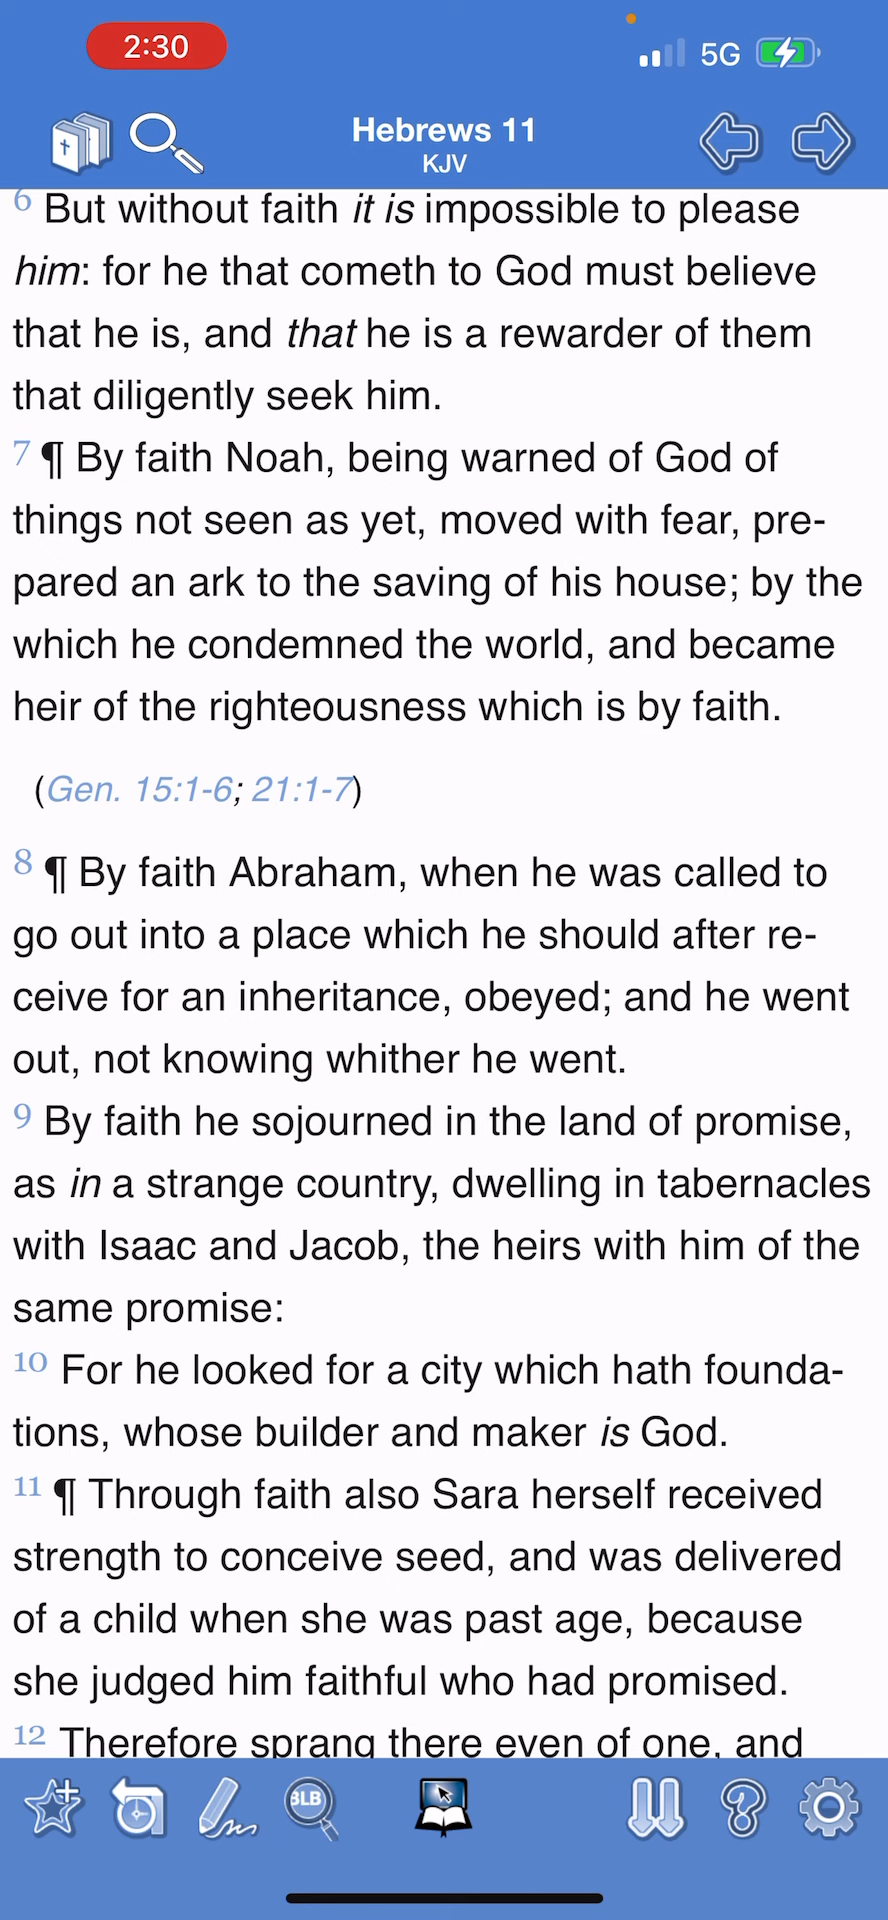 2:30
5G
Hebrews 11
KJV
6 But without faith it is impossible to please
him: for he that cometh to God must believe
that he is, and that he is a rewarder of them
that diligently seek him.
7 ¶ By faith Noah, being warned of God of
things not seen as yet, moved with fear, pre-
pared an ark to the saving of his house; by the
which he condemned the world, and became
heir of the righteousness which is by faith.
(Gen. 15:1-6; 21:1-7)
8 ¶ By faith Abraham, when he was called to
go out into a place which he should after re-
ceive for an inheritance, obeyed; and he went
out, not knowing whither he went.
9 By faith he sojourned in the land of promise,
as in a strange country, dwelling in tabernacles
with Isaac and Jacob, the heirs with him of the
same promise:
10 For he looked for a city which hath founda-
tions, whose builder and maker is God.
11 ¶ Through faith also Sara herself received
strength to conceive seed, and was delivered
of a child when she was past age, because
she judged him faithful who had promised.
12 Therefore sprang there even of one, and
BLB